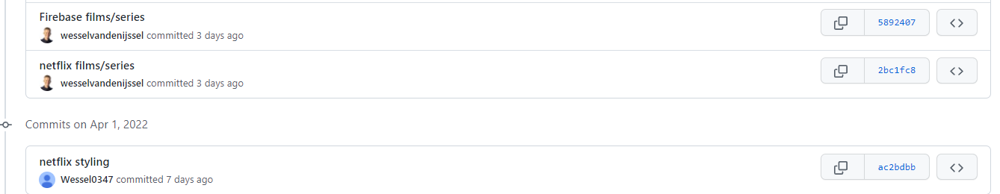 Firebase films/series
5892407
wesselvandenijssel committed 3 days ago
netflix films/series
2bc1fc8
wesselvandenijssel committed 3 days ago
Commits on Apr 1, 2022
netflix styling
ac2bdbb
Wessel0347 committed 7 days ago